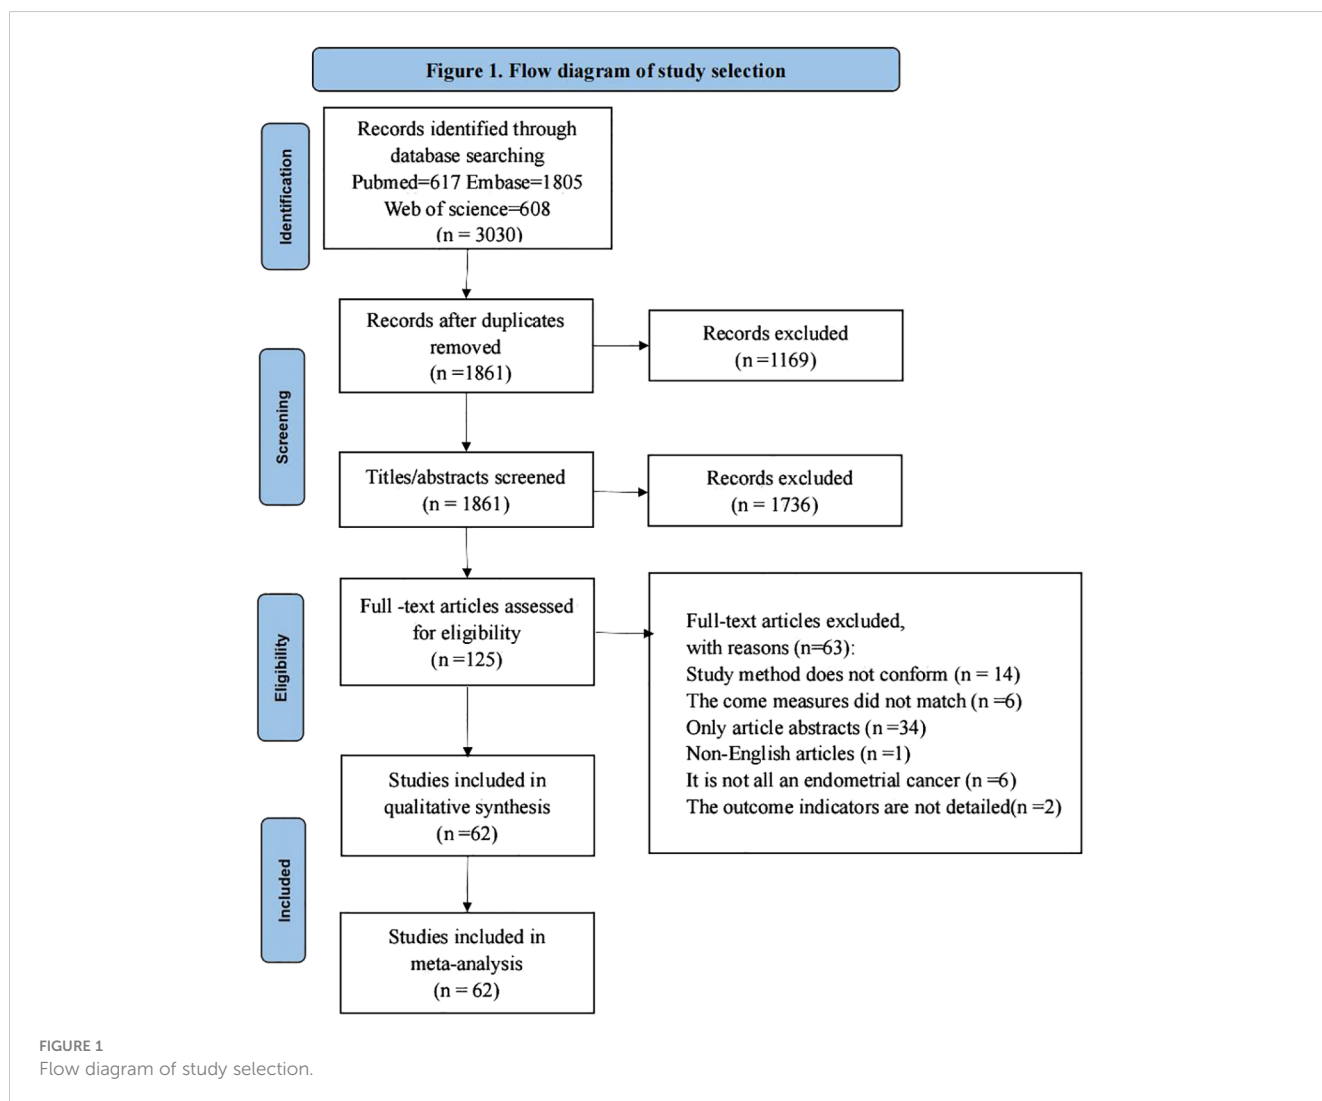 Figure 1. Flow diagram of study selection
Identification
Records identified through
database searching
Pubmed=617 Embase=1805
Web of science=608
(n = 3030)
Screening
Records after duplicates
removed
(n =1861)
Records excluded
(n =1169)
Titles/abstracts screened
(n = 1861)
Records excluded
(n = 1736)
Eligibility
Full -text articles assessed
for eligibility
(n =125)
Full-text articles excluded,
with reasons (n=63):
Study method does not conform (n = 14)
The come measures did not match (n =6)
Only article abstracts (n =34)
Non-English articles (n =1)
It is not all an endometrial cancer (n =6)
The outcome indicators are not detailed(n =2)
Studies included in
qualitative synthesis
(n =62)
Included
Studies included in
meta-analysis
(n = 62)
FIGURE 1
Flow diagram of study selection.